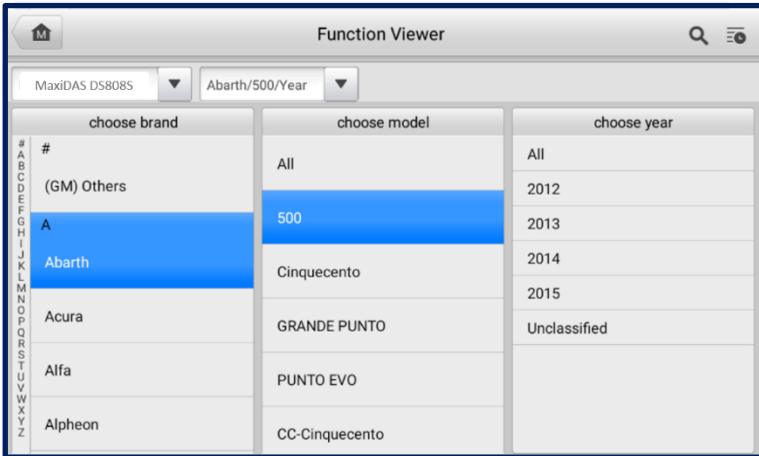 M
Function Viewer
MaxiDAS DS808S
Abarth/500/Year
choose brand
choose model
choose year
#
A
B
C
D
E
F
G
H
I
J
K
L
M
N
O
P
Q
R
S
T
U
V
W
X
Y
Z
#
(GM) Others
A
Abarth
Acura
Alfa
Alpheon
All
500
Cinquecento
GRANDE PUNTO
PUNTO EVO
CC-Cinquecento
All
2012
2013
2014
2015
Unclassified